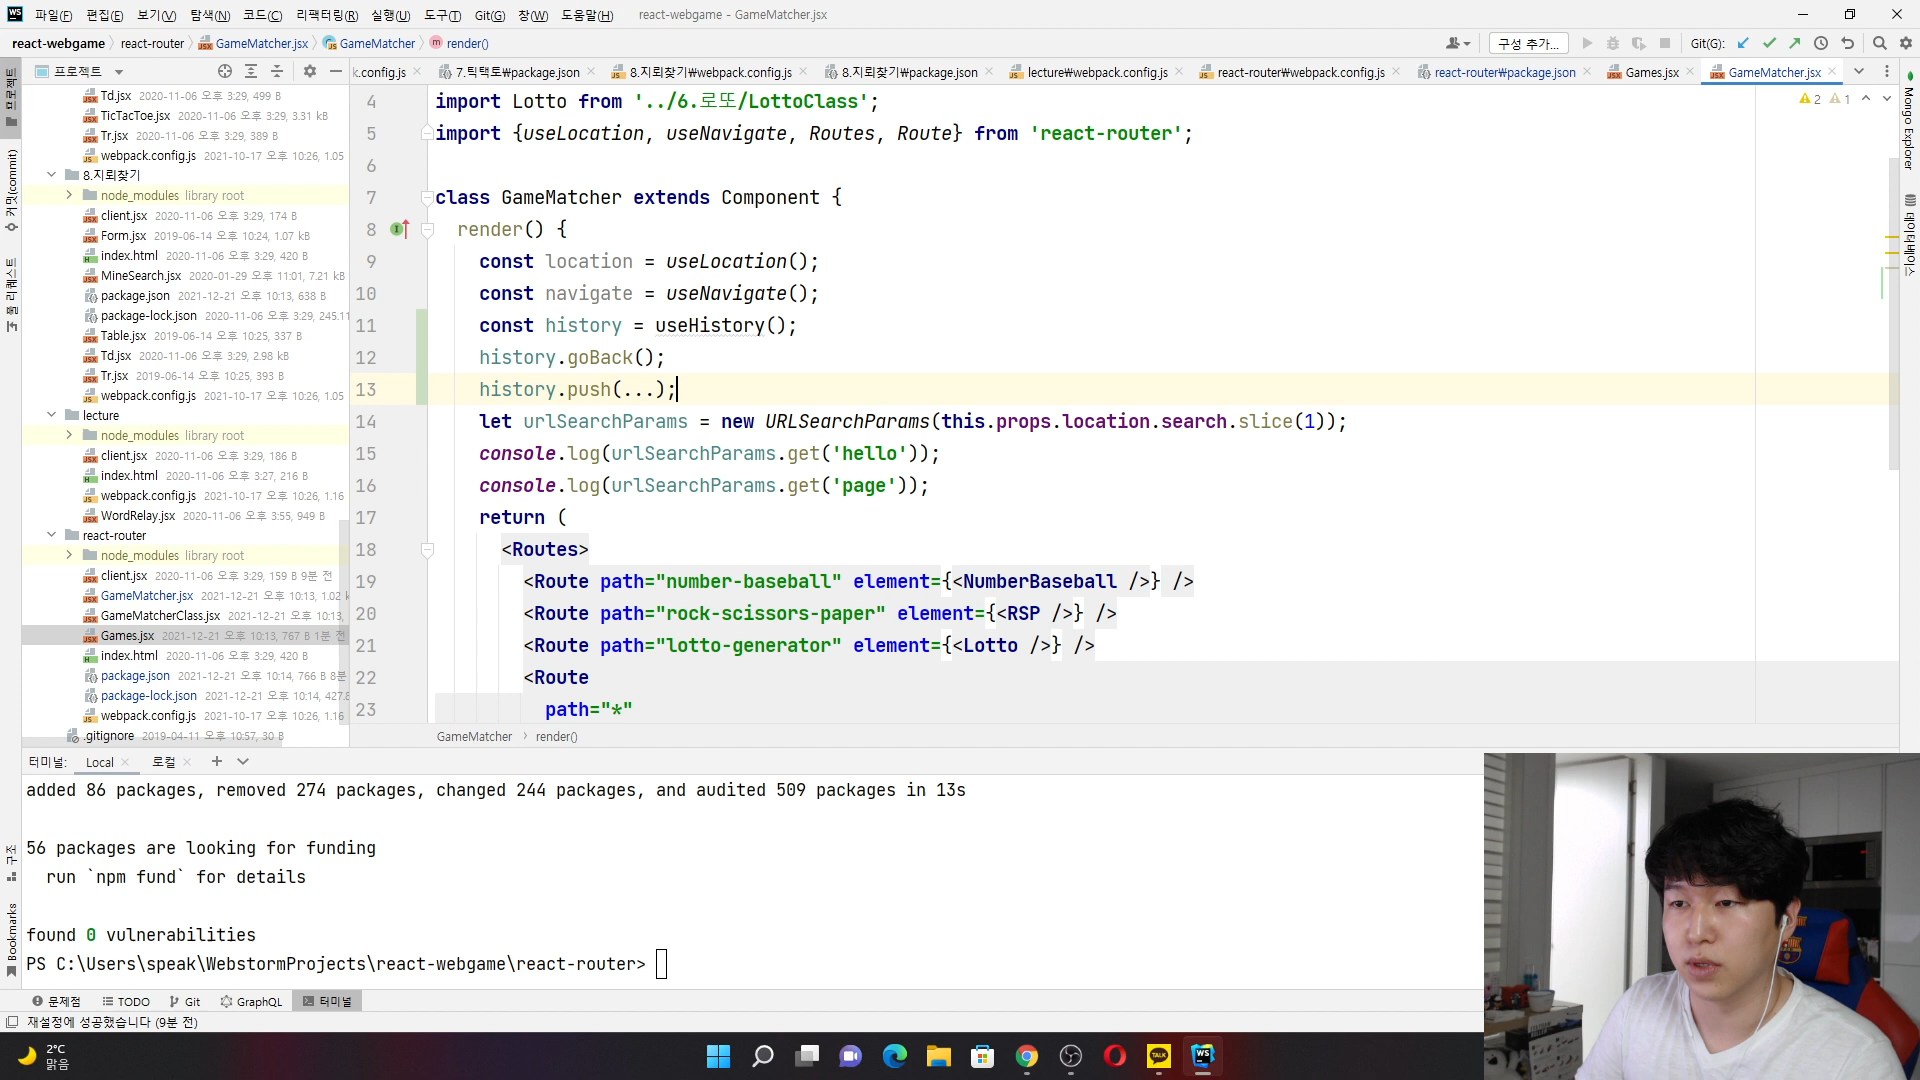 파일(F) 편집(E) 보기(V) 탐색(N) 코드(C) 리팩터링(R) 실행(U) 도구(T) Git(G) 창(W) 도움말(H) react-webgame - GameMatcher.jsx
react-webgame react-router GameMatcher.jsx GameMatcher render() 구성 추가... Git(G):
프로젝트
k.config.js 7.틱택토\package.json 8.지뢰찾기\webpack.config.js 8.지뢰찾기\package.json lecture\webpack.config.js react-router\webpack.config.js react-router\package.json Games.jsx GameMatcher.jsx
Td.jsx 2020-11-06 오후 3:29, 499 B
TicTacToe.jsx 2020-11-06 오후 3:29, 3.31 kB
Tr.jsx 2020-11-06 오후 3:29, 389 B
webpack.config.js 2021-10-17 오후 10:26, 1.05
8.지뢰찾기
node_modules library root
client.jsx 2020-11-06 오후 3:29, 174 B
Form.jsx 2019-06-14 오후 10:24, 1.07 kB
index.html 2020-11-06 오후 3:29, 420 B
MineSearch.jsx 2020-01-29 오후 11:01, 7.21 kB
package.json 2021-12-21 오후 10:13, 638 B
package-lock.json 2020-11-06 오후 3:29, 245.11
Table.jsx 2019-06-14 오후 10:25, 337 B
Td.jsx 2020-11-06 오후 3:29, 2.98 kB
Tr.jsx 2019-06-14 오후 10:25, 393 B
webpack.config.js 2021-10-17 오후 10:26, 1.05
lecture
node_modules library root
client.jsx 2020-11-06 오후 3:29, 186 B
index.html 2020-11-06 오후 3:27, 216 B
webpack.config.js 2021-10-17 오후 10:26, 1.16
WordRelay.jsx 2020-11-06 오후 3:55, 949 B
react-router
node_modules library root
client.jsx 2020-11-06 오후 3:29, 159 B 9분 전
GameMatcher.jsx 2021-12-21 오후 10:13, 1.02 k
GameMatcherClass.jsx 2021-12-21 오후 10:13,
Games.jsx 2021-12-21 오후 10:13, 767 B 1분 전
index.html 2020-11-06 오후 3:29, 420 B
package.json 2021-12-21 오후 10:14, 766 B 8분
package-lock.json 2021-12-21 오후 10:14, 427.8
webpack.config.js 2021-10-17 오후 10:26, 1.16
.gitignore 2019-04-11 오후 10:57, 30 B
4 import Lotto from '../6.로또/LottoClass';
5 import {useLocation, useNavigate, Routes, Route} from 'react-router';
6
7 class GameMatcher extends Component {
8 render() {
9 const location = useLocation();
10 const navigate = useNavigate();
11 const history = useHistory();
12 history.goBack();
13 history.push(...);
14 let urlSearchParams = new URLSearchParams(this.props.location.search.slice(1));
15 console.log(urlSearchParams.get('hello'));
16 console.log(urlSearchParams.get('page'));
17 return (
18 <Routes>
19 <Route path="number-baseball" element={<NumberBaseball />} />
20 <Route path="rock-scissors-paper" element={<RSP />} />
21 <Route path="lotto-generator" element={<Lotto />} />
22 <Route
23 path="*"
2 1
GameMatcher render()
프로젝트
커밋(commit)
풀 리퀘스트
구조
Bookmarks
Mongo Explorer
데이터베이스
터미널: Local 로컬
added 86 packages, removed 274 packages, changed 244 packages, and audited 509 packages in 13s
56 packages are looking for funding
run `npm fund` for details
found 0 vulnerabilities
PS C:\Users\speak\WebstormProjects\react-webgame\react-router>
문제점 TODO Git GraphQL 터미널
재설정에 성공했습니다 (9분 전)
2°C
맑음
TALK
WS